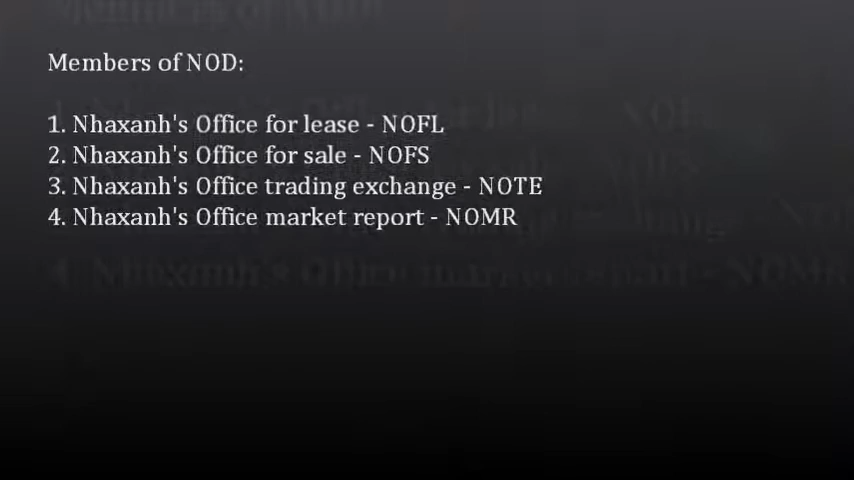 Members of NOD:
1. Nhaxanh's Office for lease - NOFL
2. Nhaxanh's Office for sale - NOFS
3. Nhaxanh's Office trading exchange - NOTE
4. Nhaxanh's Office market report - NOMR